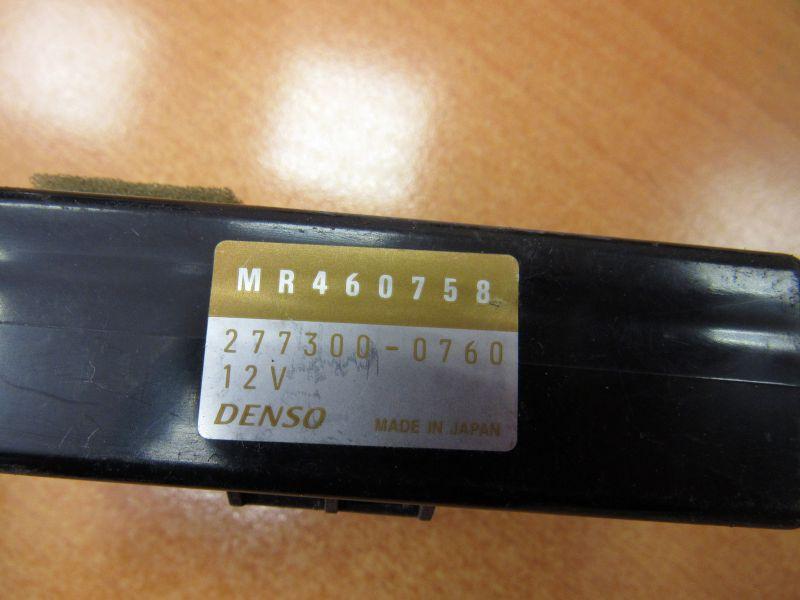 MR460758
277300-0760
12V
DENSO
MADE IN JAPAN